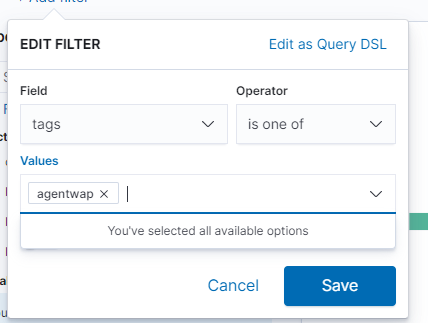 Add filter
EDIT FILTER
Edit as Query DSL
Field
Operator
tags
is one of
Values
agentwap ×
You've selected all available options
Cancel
Save